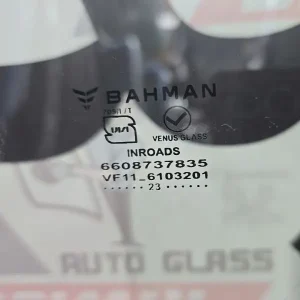 BAHMAN
VENUS GLASS
INROADS
6608737835
VF11_6103201
...... 23 ......
AUTO GLASS